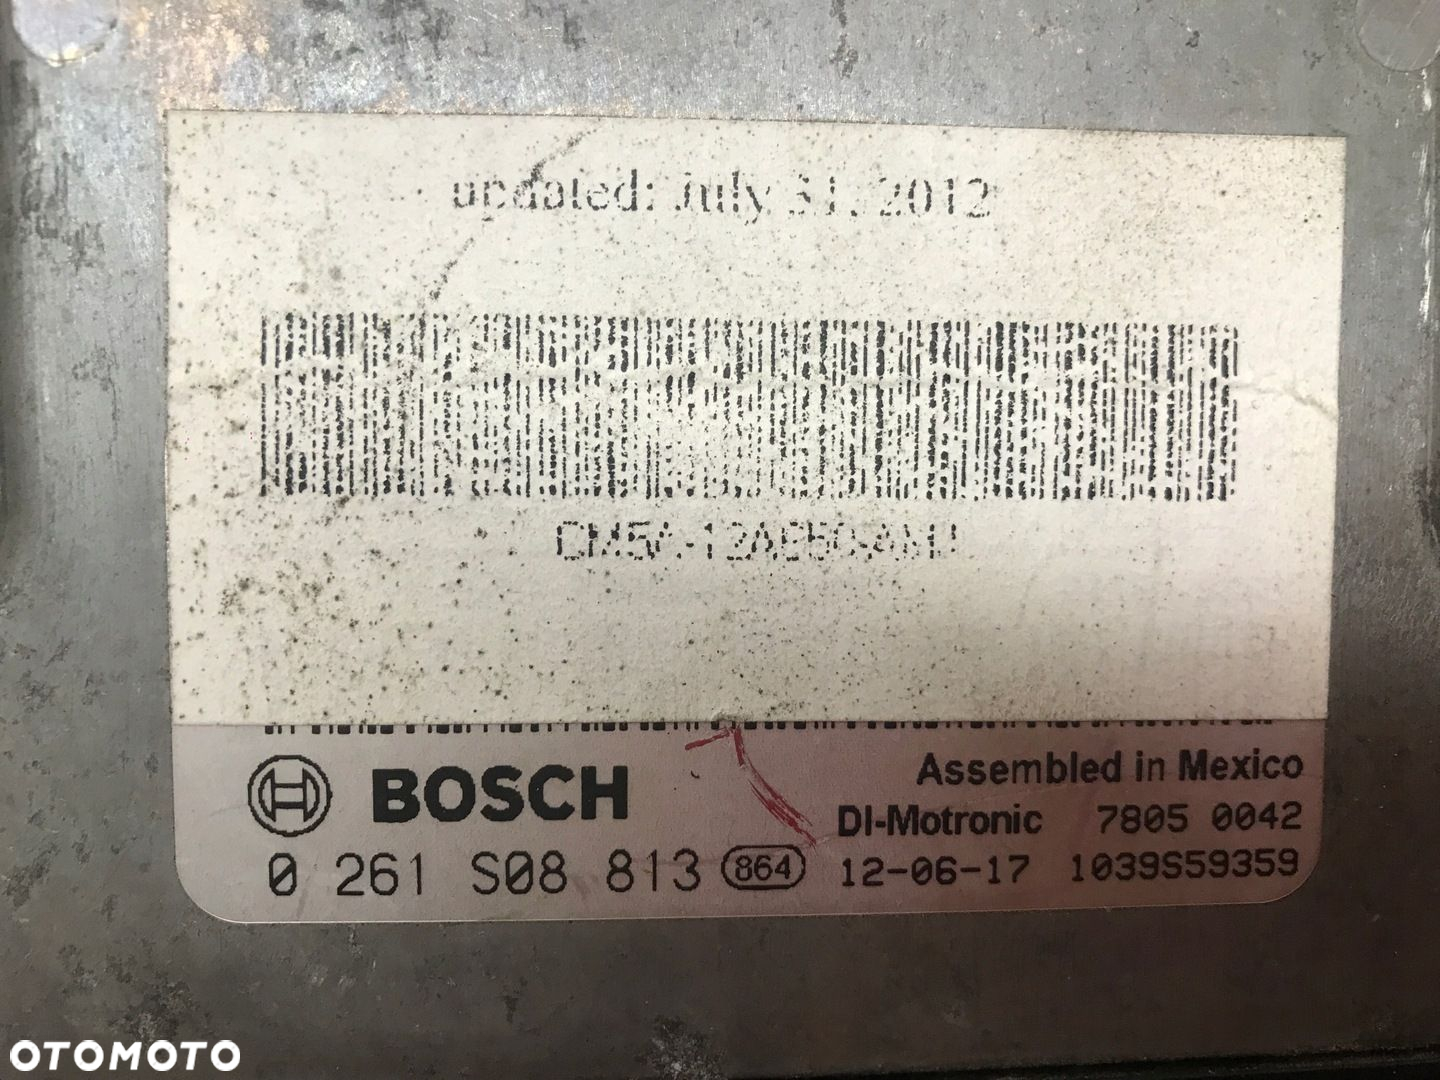 updated: July 31, 2012
BOSCH
Assembled in Mexico
DI-Motronic 7805 0042
0 261 S08 813 864 12-06-17 1039S59359
OTOMOTO